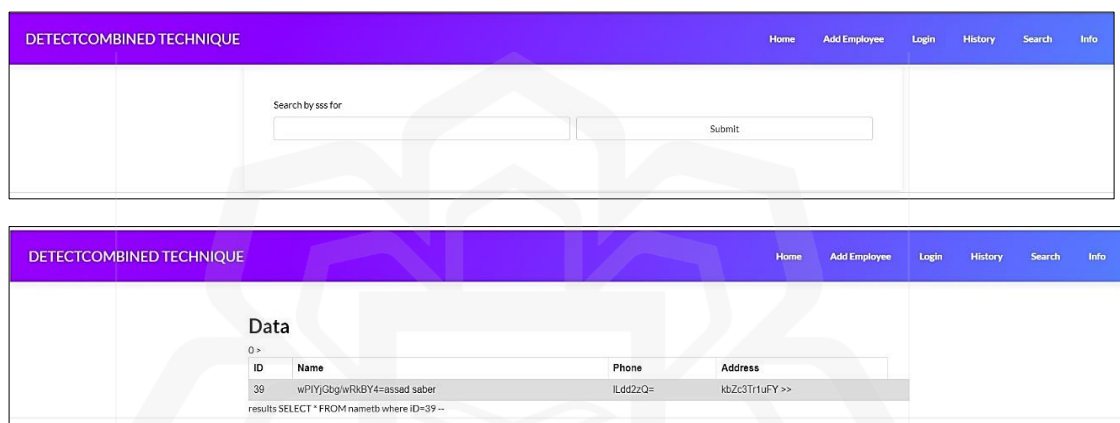 DETECTCOMBINED TECHNIQUE Home Add Employee Login History Search Info
Search by sss for
Submit
DETECTCOMBINED TECHNIQUE Home Add Employee Login History Search Info
Data
0 >
ID Name Phone Address
39 wPIYjGbg/wRkBY4=assad saber lLdd2zQ= kbZc3Tr1uFY >>
results SELECT * FROM nametb where iD=39 --